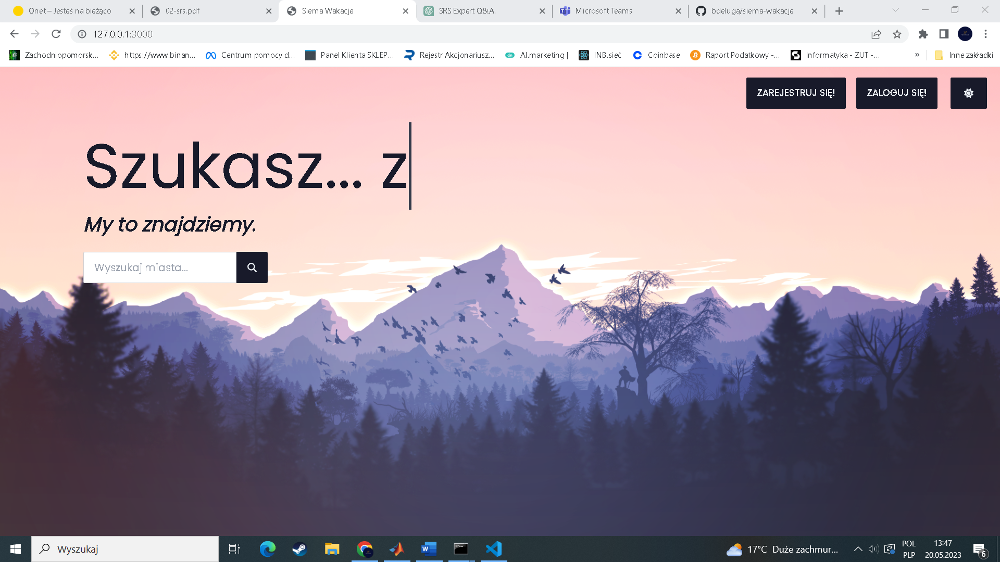 Onet – Jesteś na bieżąco
02-srs.pdf
Siema Wakacje
SRS Expert Q&A.
Microsoft Teams
bdeluga/siema-wakacje
127.0.0.1:3000
Zachodniopomorsk...
https://www.binan...
Centrum pomocy d...
Panel Klienta SKLEP...
Rejestr Akcjonariusz...
AI.marketing |
INB.sieć
Coinbase
Raport Podatkowy -...
Informatyka - ZUT -...
»
Inne zakładki
ZAREJESTRUJ SIĘ!
ZALOGUJ SIĘ!
Szukasz... z
My to znajdziemy.
Wyszukaj miasta...
Wyszukaj
17°C Duże zachmur...
POL
PLP
13:47
20.05.2023
6